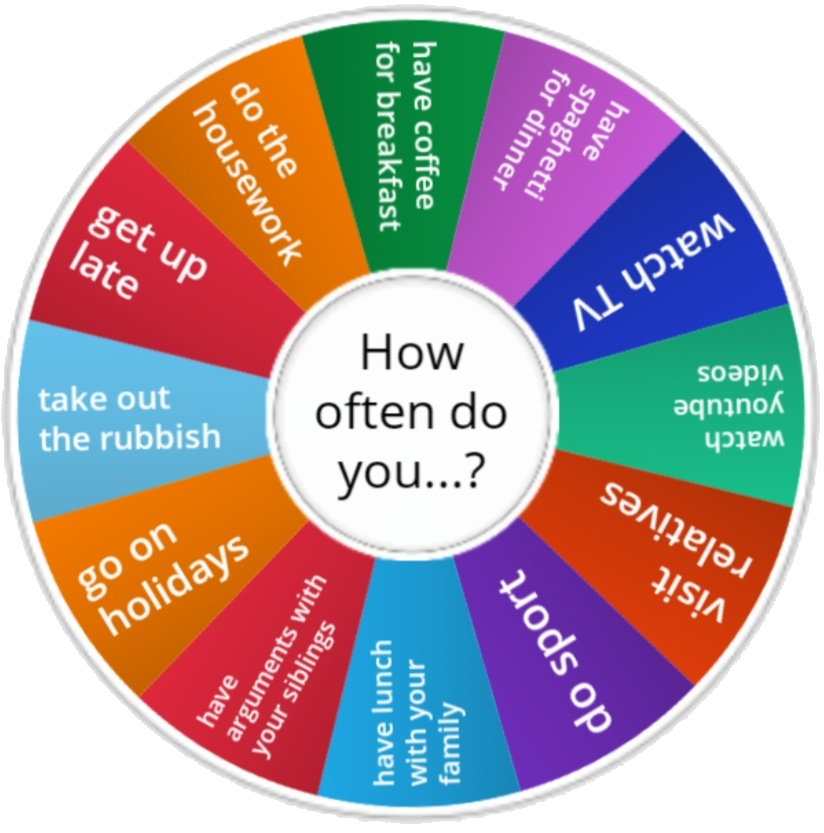 How
often do
you...?
have coffee
for breakfast
have
spaghetti
for dinner
watch TV
watch
youtube
videos
visit
relatives
do sport
have lunch
with your
family
have
arguments with
your siblings
go on
holidays
take out
the rubbish
get up
late
do the
housework